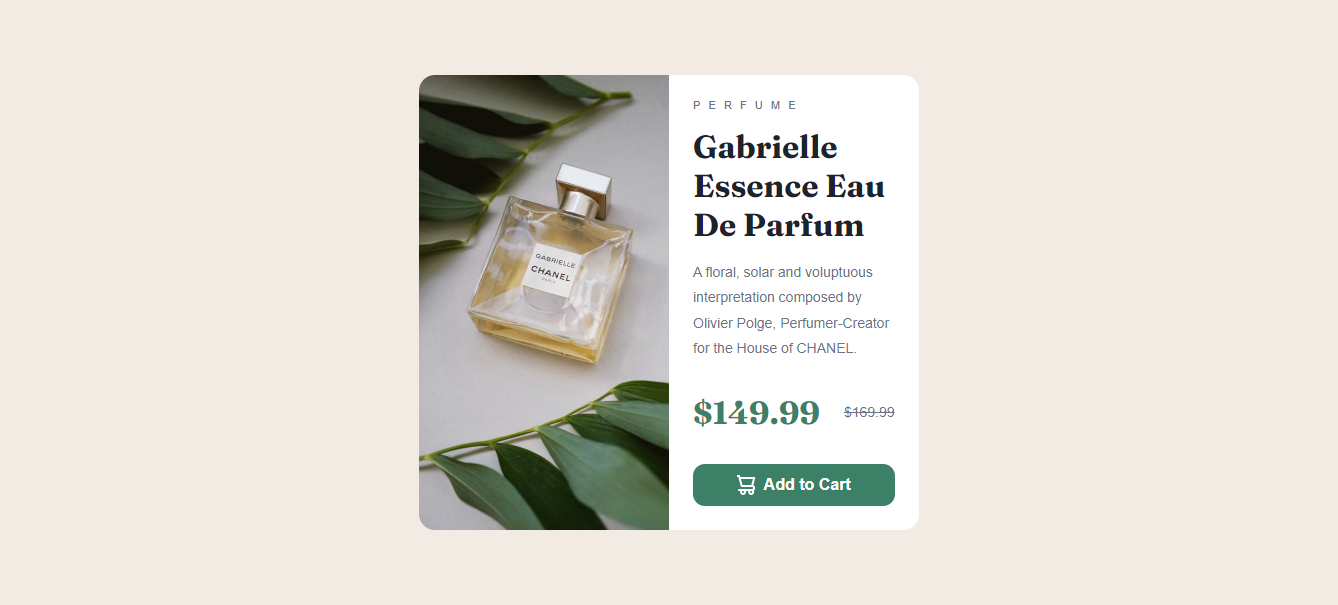 PERFUME
Gabrielle
Essence Eau
De Parfum
A floral, solar and voluptuous
interpretation composed by
Olivier Polge, Perfumer-Creator
for the House of CHANEL.
$149.99 $169.99
Add to Cart
GABRIELLE
CHANEL
PARIS